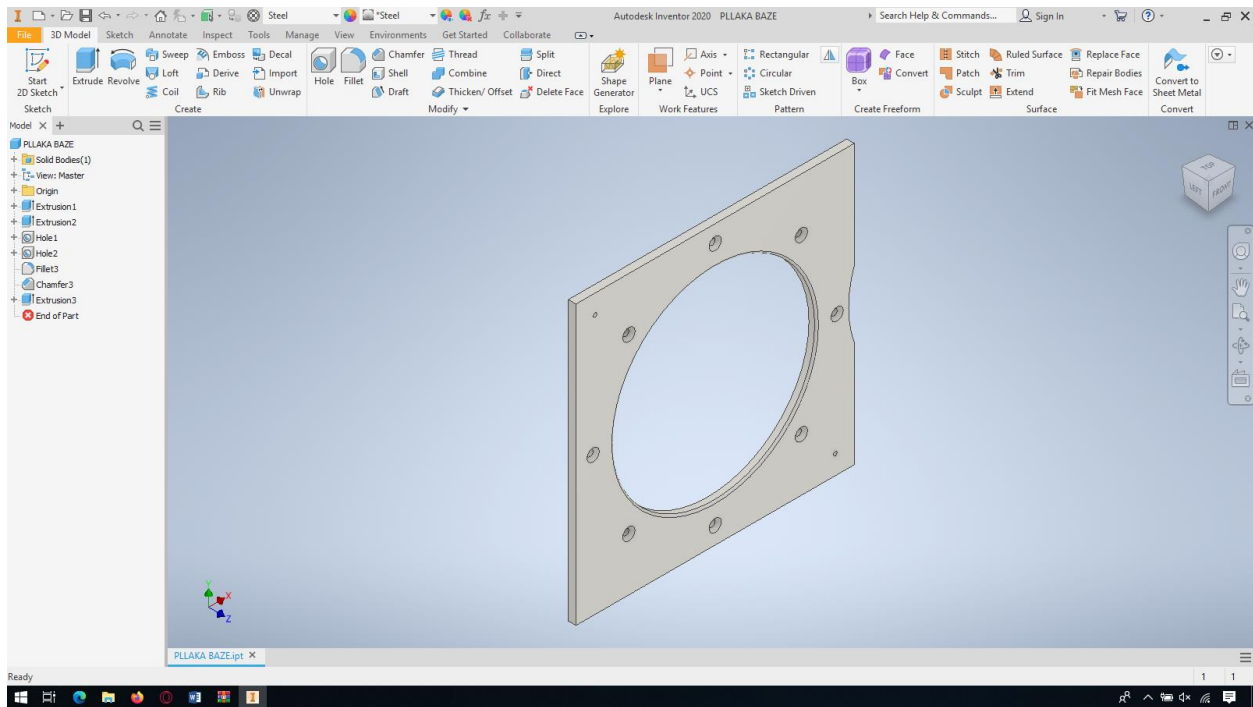 Steel
*Steel
fx
Autodesk Inventor 2020 PLLAKA BAZE
Search Help & Commands...
Sign In
File 3D Model Sketch Annotate Inspect Tools Manage View Environments Get Started Collaborate
Start
2D Sketch
Extrude
Revolve
Sweep
Emboss
Decal
Loft
Derive
Import
Coil
Rib
Unwrap
Hole
Fillet
Chamfer
Thread
Split
Shell
Combine
Direct
Draft
Thicken/ Offset
Delete Face
Shape
Generator
Plane
Axis
Point
UCS
Rectangular
Circular
Sketch Driven
Box
Face
Convert
Stitch
Ruled Surface
Replace Face
Patch
Trim
Repair Bodies
Sculpt
Extend
Fit Mesh Face
Convert to
Sheet Metal
Sketch Create Modify Explore Work Features Pattern Create Freeform Surface Convert
Model
PLLAKA BAZE
Solid Bodies(1)
View: Master
Origin
Extrusion1
Extrusion2
Hole1
Hole2
Fillet3
Chamfer3
Extrusion3
End of Part
TOP
LEFT
FRONT
Y
X
Z
PLLAKA BAZE.ipt
Ready
1 1